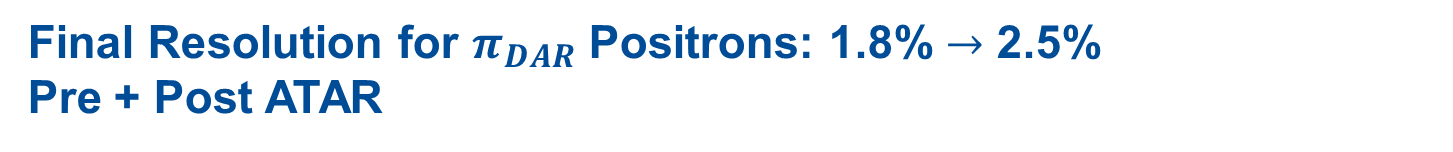 Final Resolution for π_DAR Positrons: 1.8% → 2.5%
Pre + Post ATAR